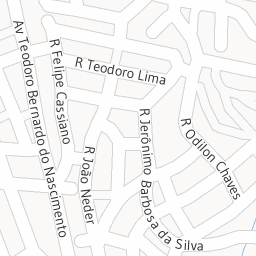 Av Teodoro Bernardo do Nascimento
R Felipe Cassiano
R Teodoro Lima
R João Neder
R Jerônimo Barbosa da Silva
R Odilon Chaves